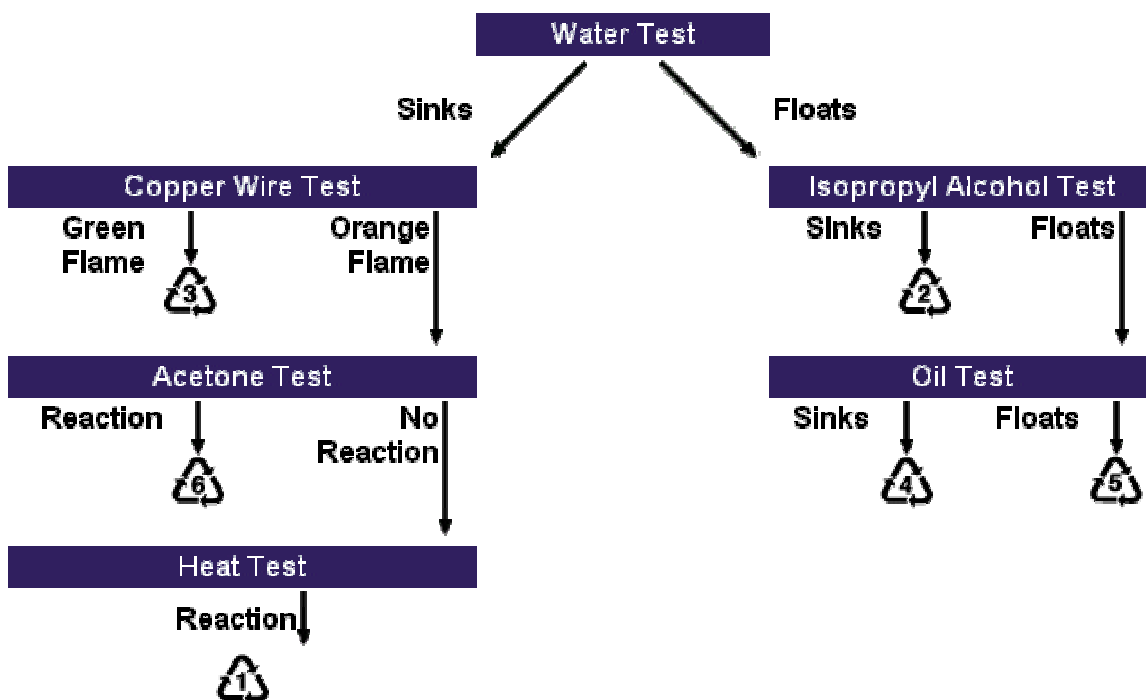 Water Test
Sinks
Floats
Copper Wire Test
Isopropyl Alcohol Test
Green
Flame
Orange
Flame
Sinks
Floats
3
2
Acetone Test
Oil Test
Reaction
No
Reaction
Sinks
Floats
6
4
5
Heat Test
Reaction
1